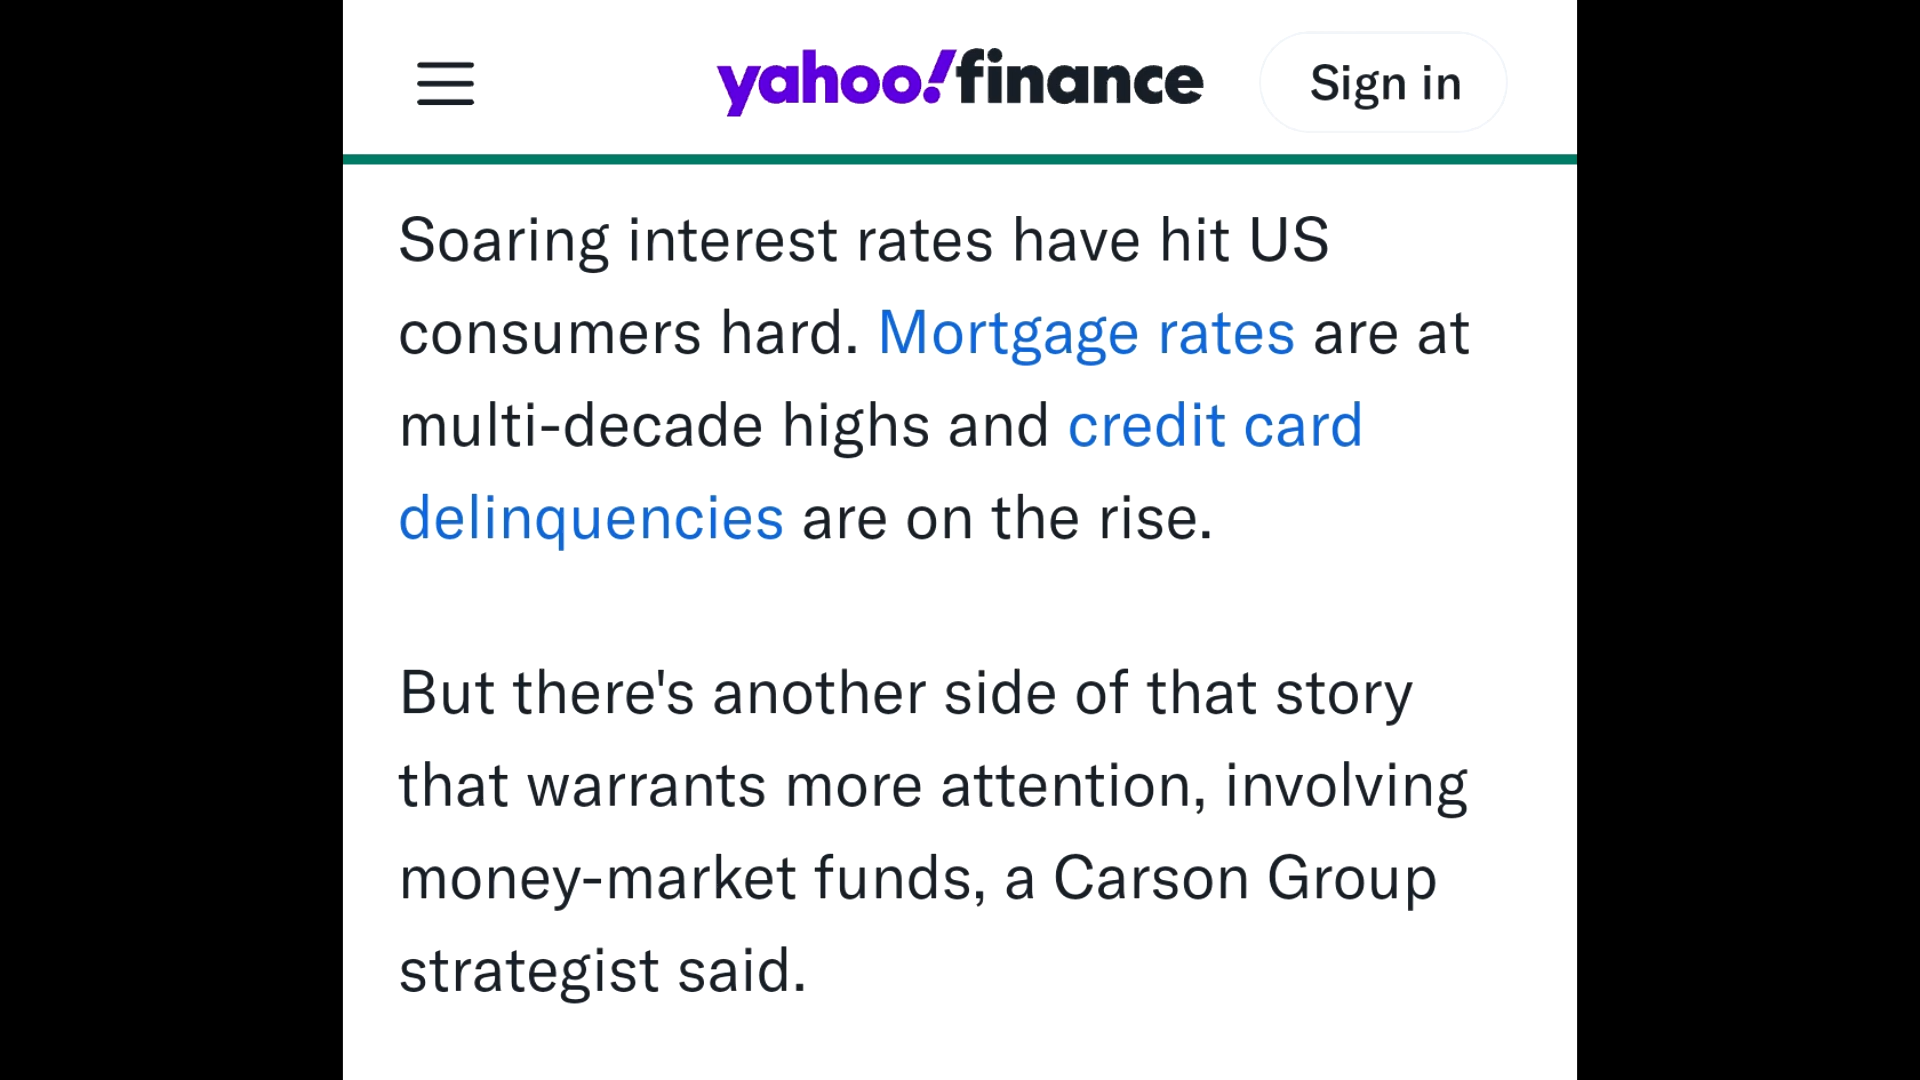 yahoo!finance
Sign in
Soaring interest rates have hit US
consumers hard. Mortgage rates are at
multi-decade highs and credit card
delinquencies are on the rise.
But there's another side of that story
that warrants more attention, involving
money-market funds, a Carson Group
strategist said.